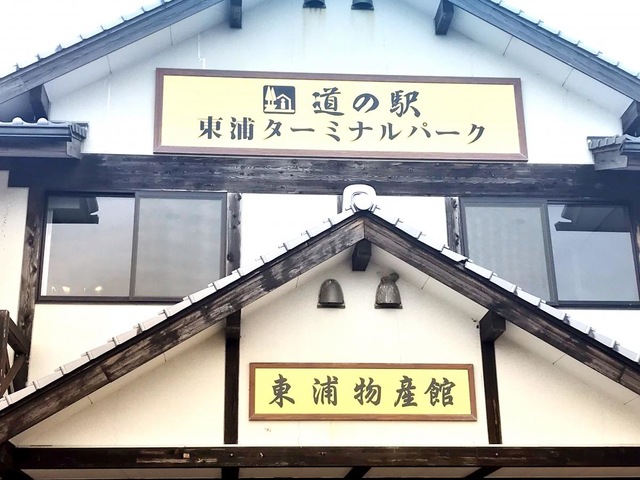 道の駅
東浦ターミナルパーク
東浦物産館